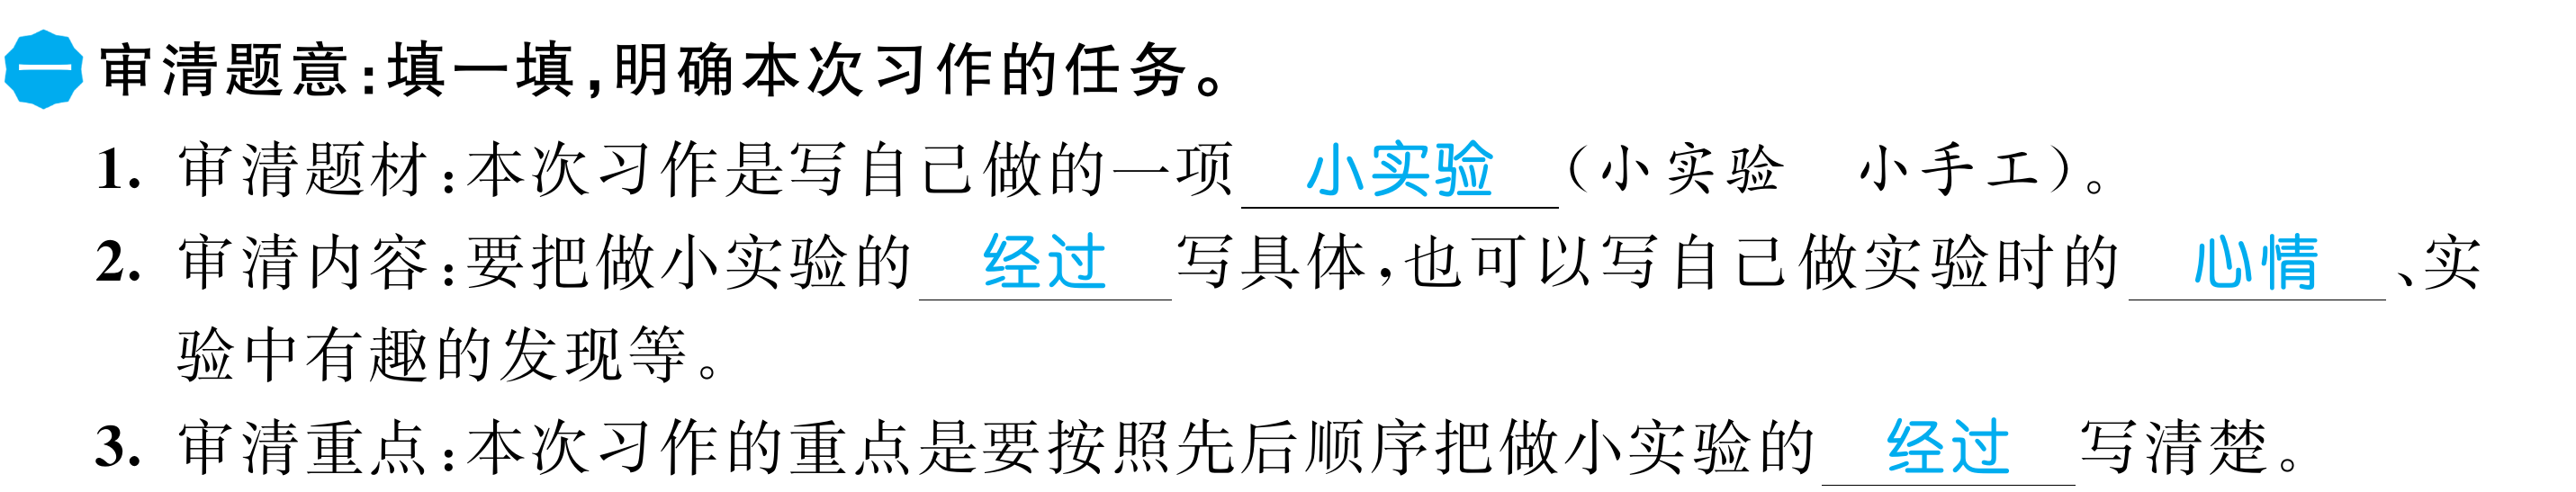 一 审清题意:填一填,明确本次习作的任务。
1. 审清题材:本次习作是写自己做的一项 小实验 (小实验 小手工)。
2. 审清内容:要把做小实验的 经过 写具体,也可以写自己做实验时的 心情 、实
验中有趣的发现等。
3. 审清重点:本次习作的重点是要按照先后顺序把做小实验的 经过 写清楚。